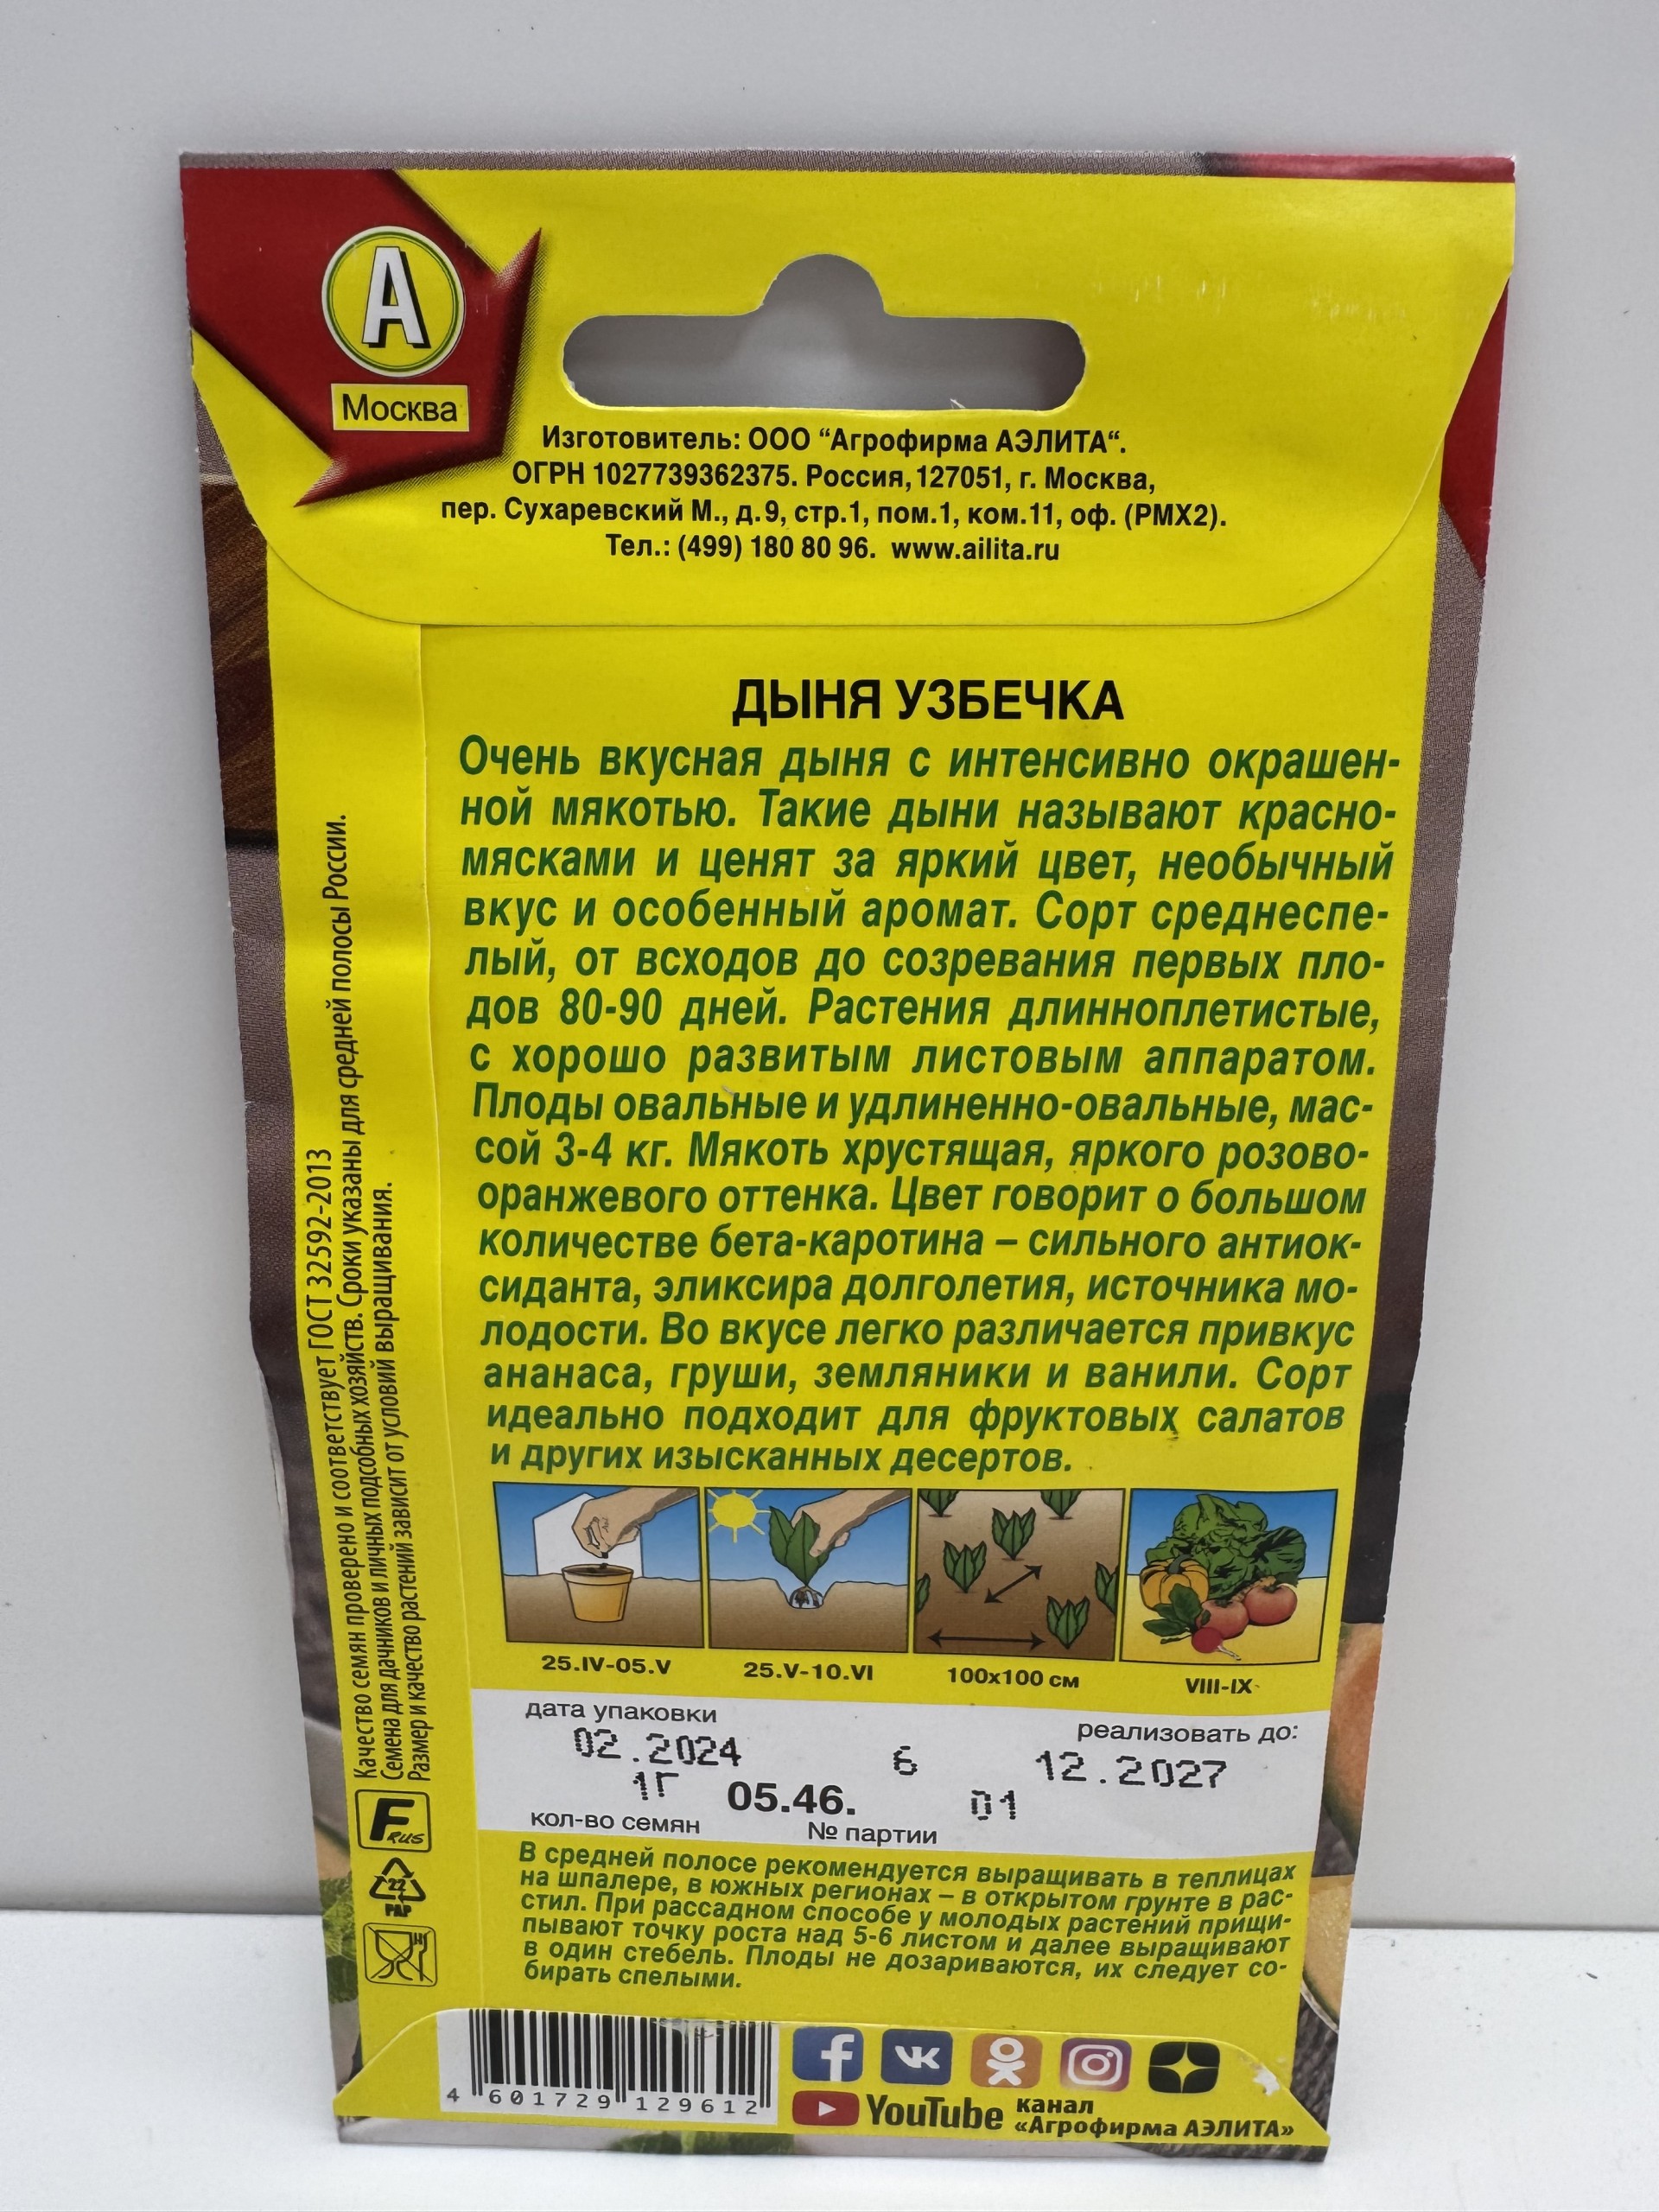 А
Москва
Изготовитель: ООО “Агрофирма АЭЛИТА“.
ОГРН 1027739362375. Россия, 127051, г. Москва,
пер. Сухаревский М., д.9, стр.1, пом.1, ком.11, оф. (РМХ2).
Тел.: (499) 180 80 96. www.ailita.ru
ДЫНЯ УЗБЕЧКА
Очень вкусная дыня с интенсивно окрашен-
ной мякотью. Такие дыни называют красно-
мясками и ценят за яркий цвет, необычный
вкус и особенный аромат. Сорт среднеспе-
лый, от всходов до созревания первых пло-
дов 80-90 дней. Растения длинноплетистые,
с хорошо развитым листовым аппаратом.
Плоды овальные и удлиненно-овальные, мас-
сой 3-4 кг. Мякоть хрустящая, яркого розово-
оранжевого оттенка. Цвет говорит о большом
количестве бета-каротина – сильного антиок-
сиданта, эликсира долголетия, источника мо-
лодости. Во вкусе легко различается привкус
ананаса, груши, земляники и ванили. Сорт
идеально подходит для фруктовых салатов
и других изысканных десертов.
25.IV-05.V 25.V-10.VI 100х100 см VIII-IX
дата упаковки реализовать до:
02.2024 6 12.2027
1Г 05.46. 01
кол-во семян № партии
В средней полосе рекомендуется выращивать в теплицах
на шпалере, в южных регионах – в открытом грунте в рас-
стил. При рассадном способе у молодых растений прищи-
пывают точку роста над 5-6 листом и далее выращивают
в один стебель. Плоды не дозариваются, их следует со-
бирать спелыми.
Качество семян проверено и соответствует ГОСТ 32592-2013
Семена для дачников и личных подсобных хозяйств. Сроки указаны для средней полосы России.
Размер и качество растений зависит от условий выращивания.
F RUS
22
PAP
4 601729 129612
YouTube канал
«Агрофирма АЭЛИТА»